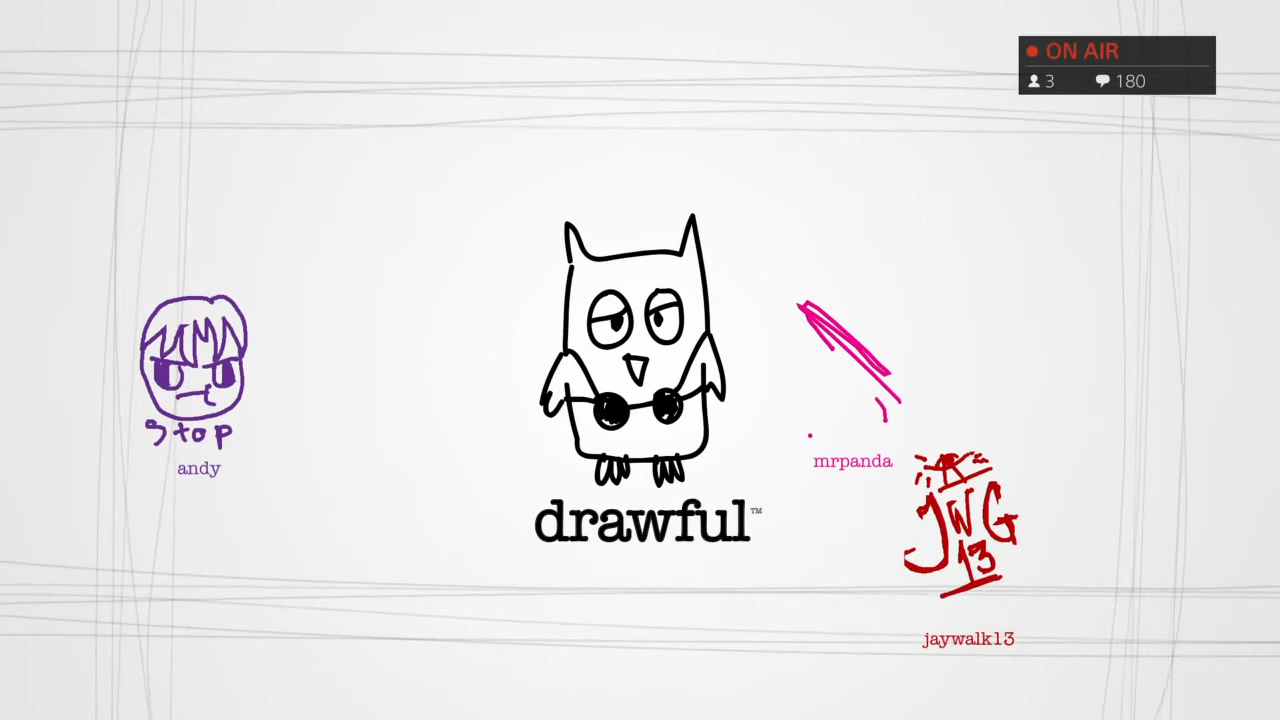 ON AIR
3 180
stop
andy
mrpanda
drawful™
JWG
13
jaywalk13